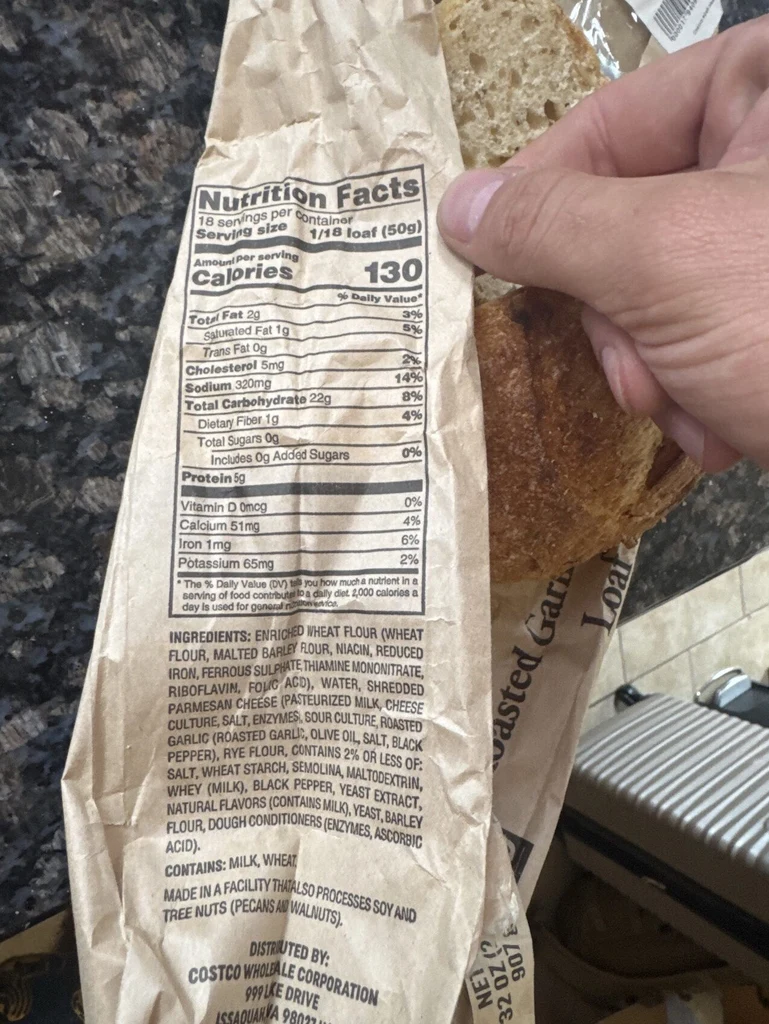 Nutrition Facts
18 servings per container
Serving size 1/18 loaf (50g)
Amount per serving
Calories 130
% Daily Value*
Total Fat 2g 3%
Saturated Fat 1g 5%
Trans Fat 0g
Cholesterol 5mg 2%
Sodium 320mg 14%
Total Carbohydrate 22g 8%
Dietary Fiber 1g 4%
Total Sugars 0g
Includes 0g Added Sugars 0%
Protein 5g
Vitamin D 0mcg 0%
Calcium 51mg 4%
Iron 1mg 6%
Potassium 65mg 2%
* The % Daily Value (DV) tells you how much a nutrient in a
serving of food contributes to a daily diet. 2,000 calories a
day is used for general nutrition advice.
INGREDIENTS: ENRICHED WHEAT FLOUR (WHEAT
FLOUR, MALTED BARLEY FLOUR, NIACIN, REDUCED
IRON, FERROUS SULPHATE, THIAMINE MONONITRATE,
RIBOFLAVIN, FOLIC ACID), WATER, SHREDDED
PARMESAN CHEESE (PASTEURIZED MILK, CHEESE
CULTURE, SALT, ENZYMES), SOUR CULTURE, ROASTED
GARLIC (ROASTED GARLIC, OLIVE OIL, SALT, BLACK
PEPPER), RYE FLOUR, CONTAINS 2% OR LESS OF:
SALT, WHEAT STARCH, SEMOLINA, MALTODEXTRIN,
WHEY (MILK), BLACK PEPPER, YEAST EXTRACT,
NATURAL FLAVORS (CONTAINS MILK), YEAST, BARLEY
FLOUR, DOUGH CONDITIONERS (ENZYMES, ASCORBIC
ACID).
CONTAINS: MILK, WHEAT.
MADE IN A FACILITY THAT ALSO PROCESSES SOY AND
TREE NUTS (PECANS AND WALNUTS).
DISTRIBUTED BY:
COSTCO WHOLESALE CORPORATION
999 LAKE DRIVE
ISSAQUAH, WA 98027
oasted Garl
Loaf
NET
32 OZ (2
907